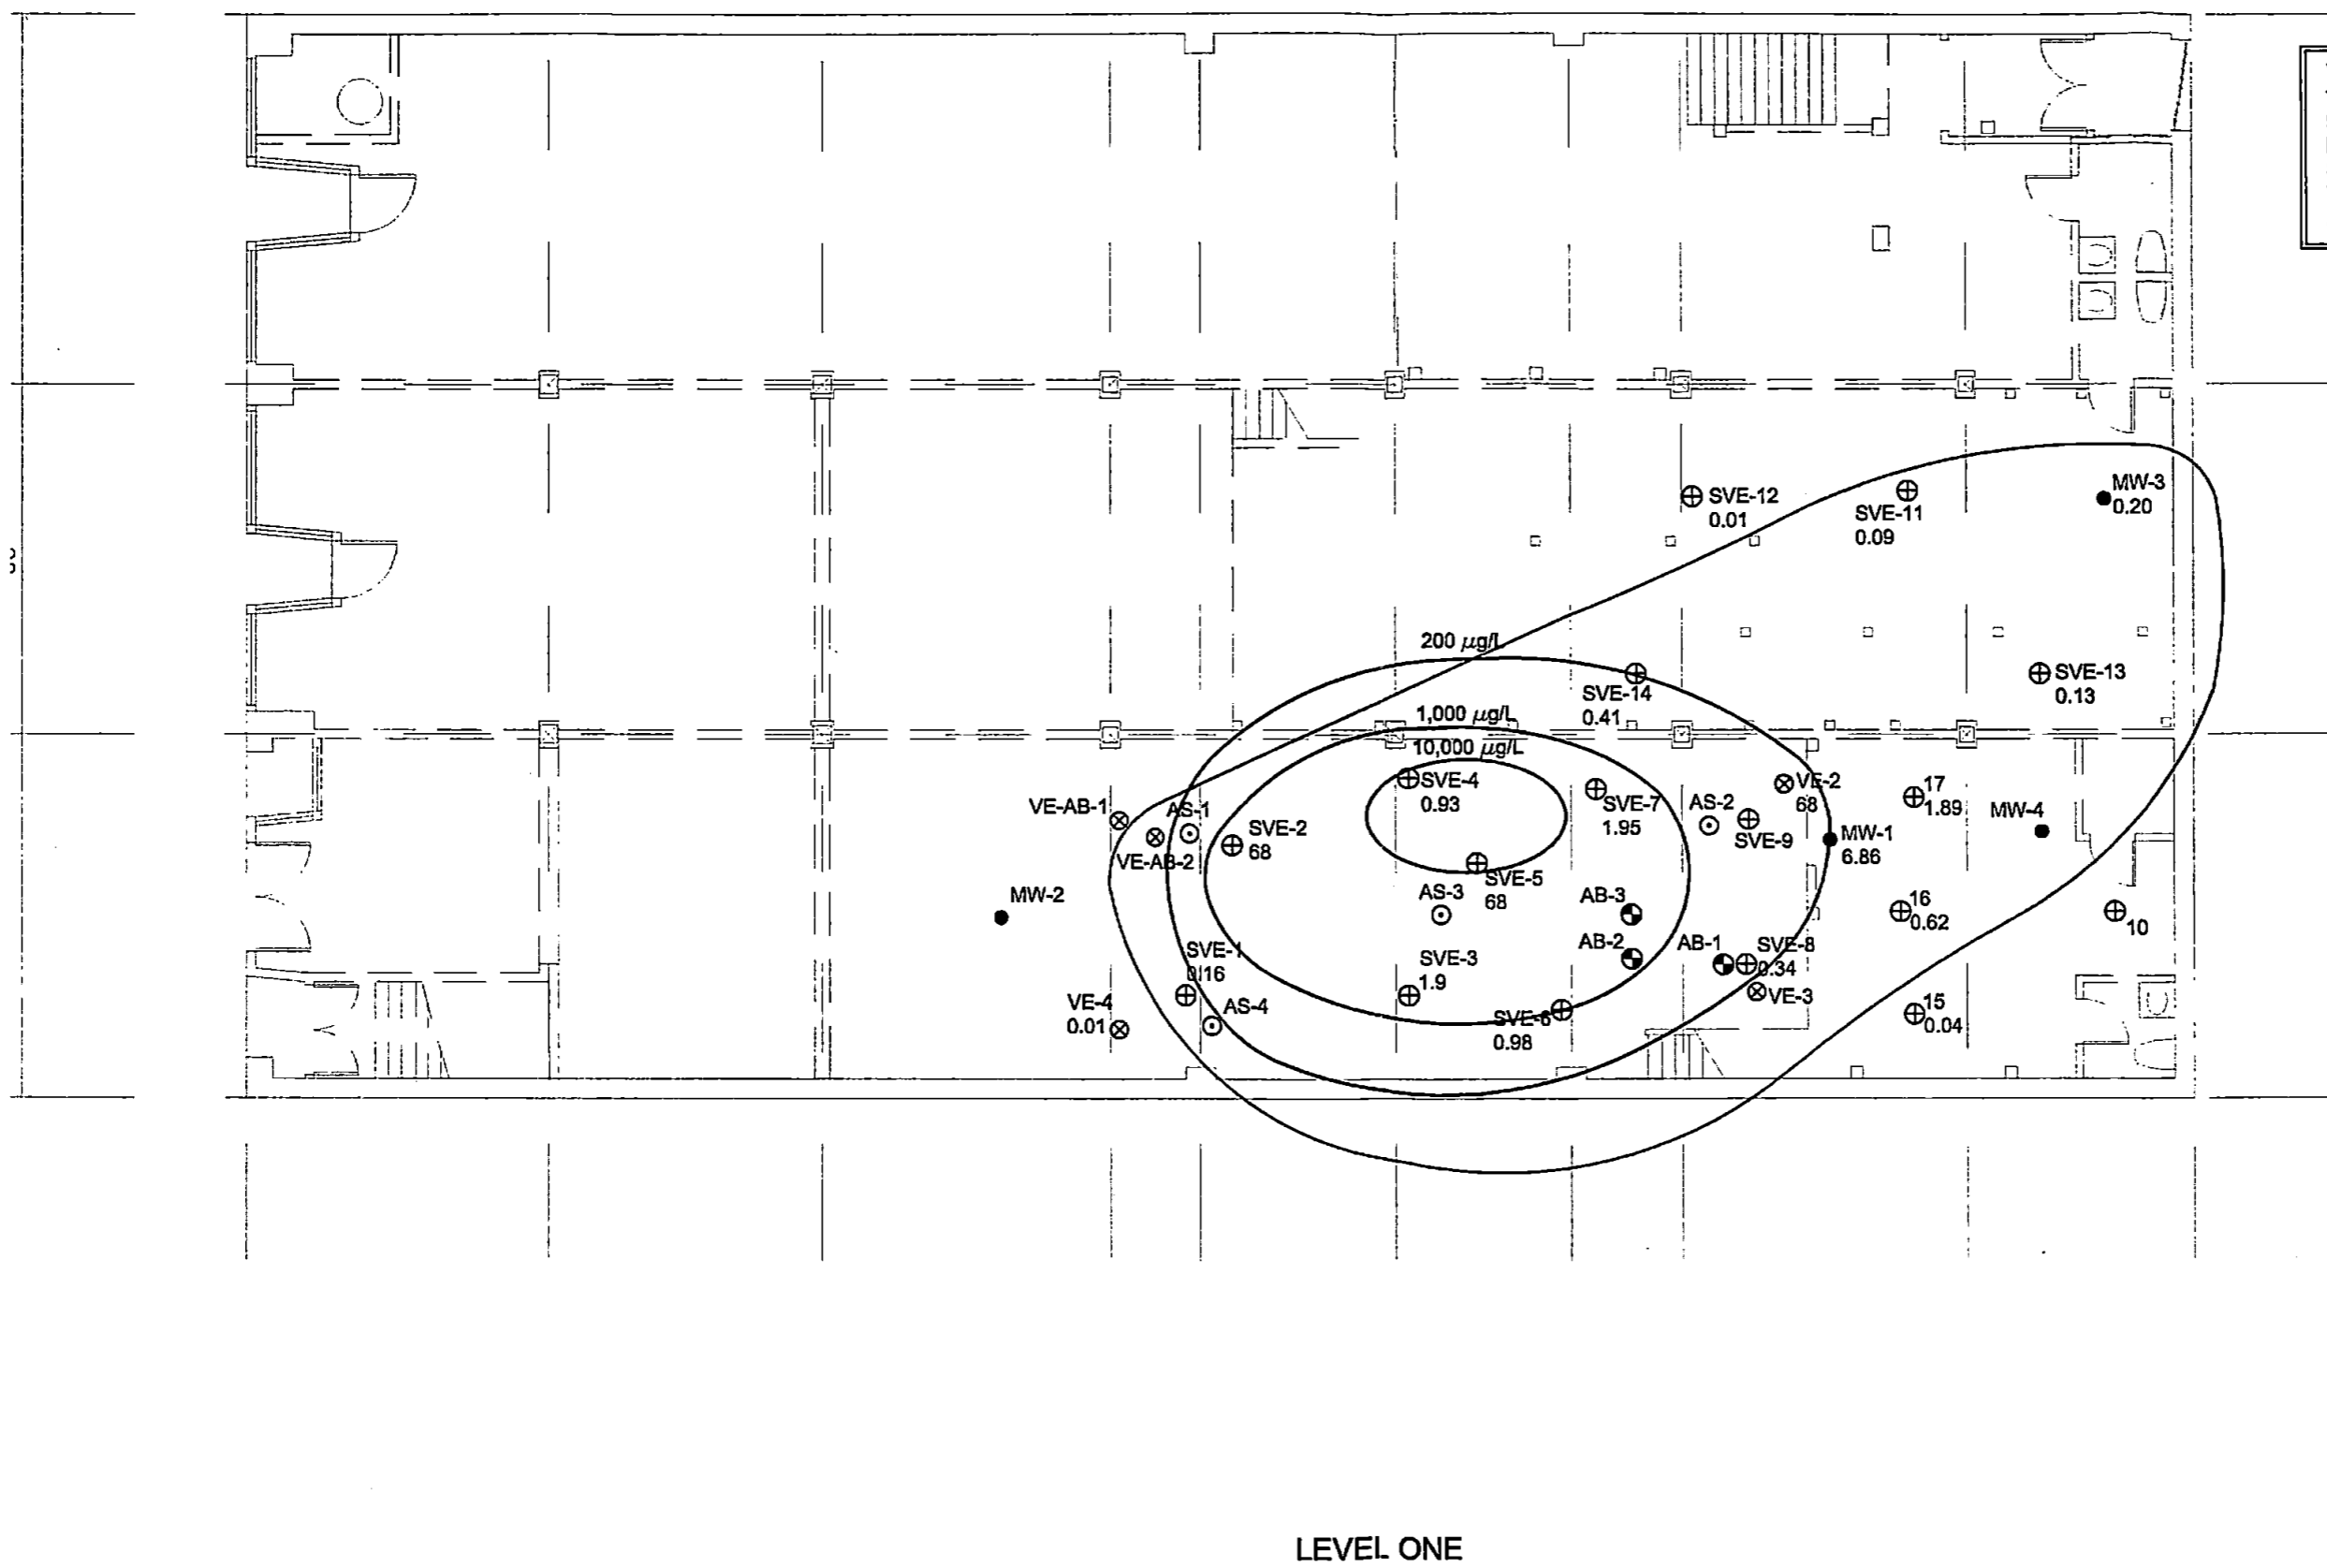 MW-3
0.20
SVE-12
0.01
SVE-11
0.09
200 μg/L
SVE-13
0.13
SVE-14
0.41
1,000 μg/L
10,000 μg/L
SVE-4
0.93
SVE-7
1.95
VE-2
68
17
1.89
VE-AB-1
AS-1
AS-2
SVE-9
MW-4
SVE-2
68
MW-1
6.86
VE-AB-2
SVE-5
68
MW-2
AS-3
AB-3
16
0.62
10
AB-2
AB-1
SVE-8
0.34
SVE-1
0.16
SVE-3
1.9
VE-3
VE-4
0.01
AS-4
SVE-6
0.98
15
0.04
LEVEL ONE